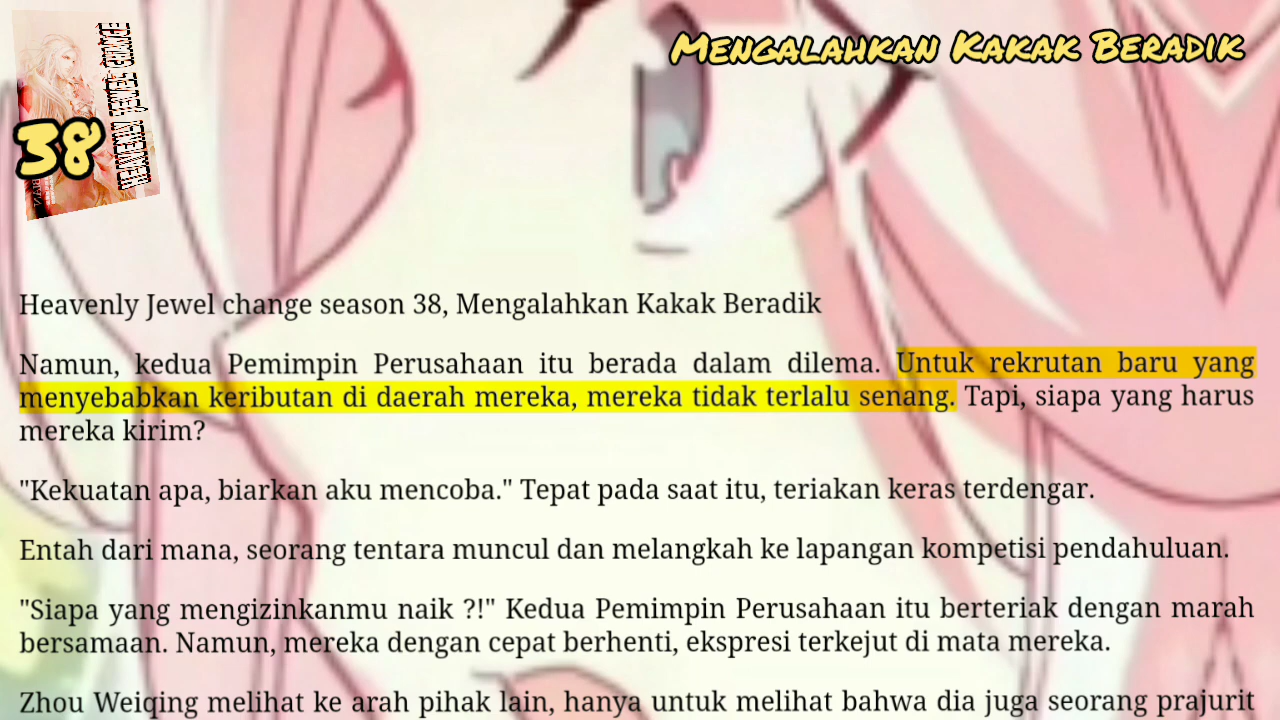 Mengalahkan Kakak Beradik
38
Heavenly Jewel change season 38, Mengalahkan Kakak Beradik
Namun, kedua Pemimpin Perusahaan itu berada dalam dilema. Untuk rekrutan baru yang
menyebabkan keributan di daerah mereka, mereka tidak terlalu senang. Tapi, siapa yang harus
mereka kirim?
"Kekuatan apa, biarkan aku mencoba." Tepat pada saat itu, teriakan keras terdengar.
Entah dari mana, seorang tentara muncul dan melangkah ke lapangan kompetisi pendahuluan.
"Siapa yang mengizinkanmu naik ?!" Kedua Pemimpin Perusahaan itu berteriak dengan marah
bersamaan. Namun, mereka dengan cepat berhenti, ekspresi terkejut di mata mereka.
Zhou Weiqing melihat ke arah pihak lain, hanya untuk melihat bahwa dia juga seorang prajurit